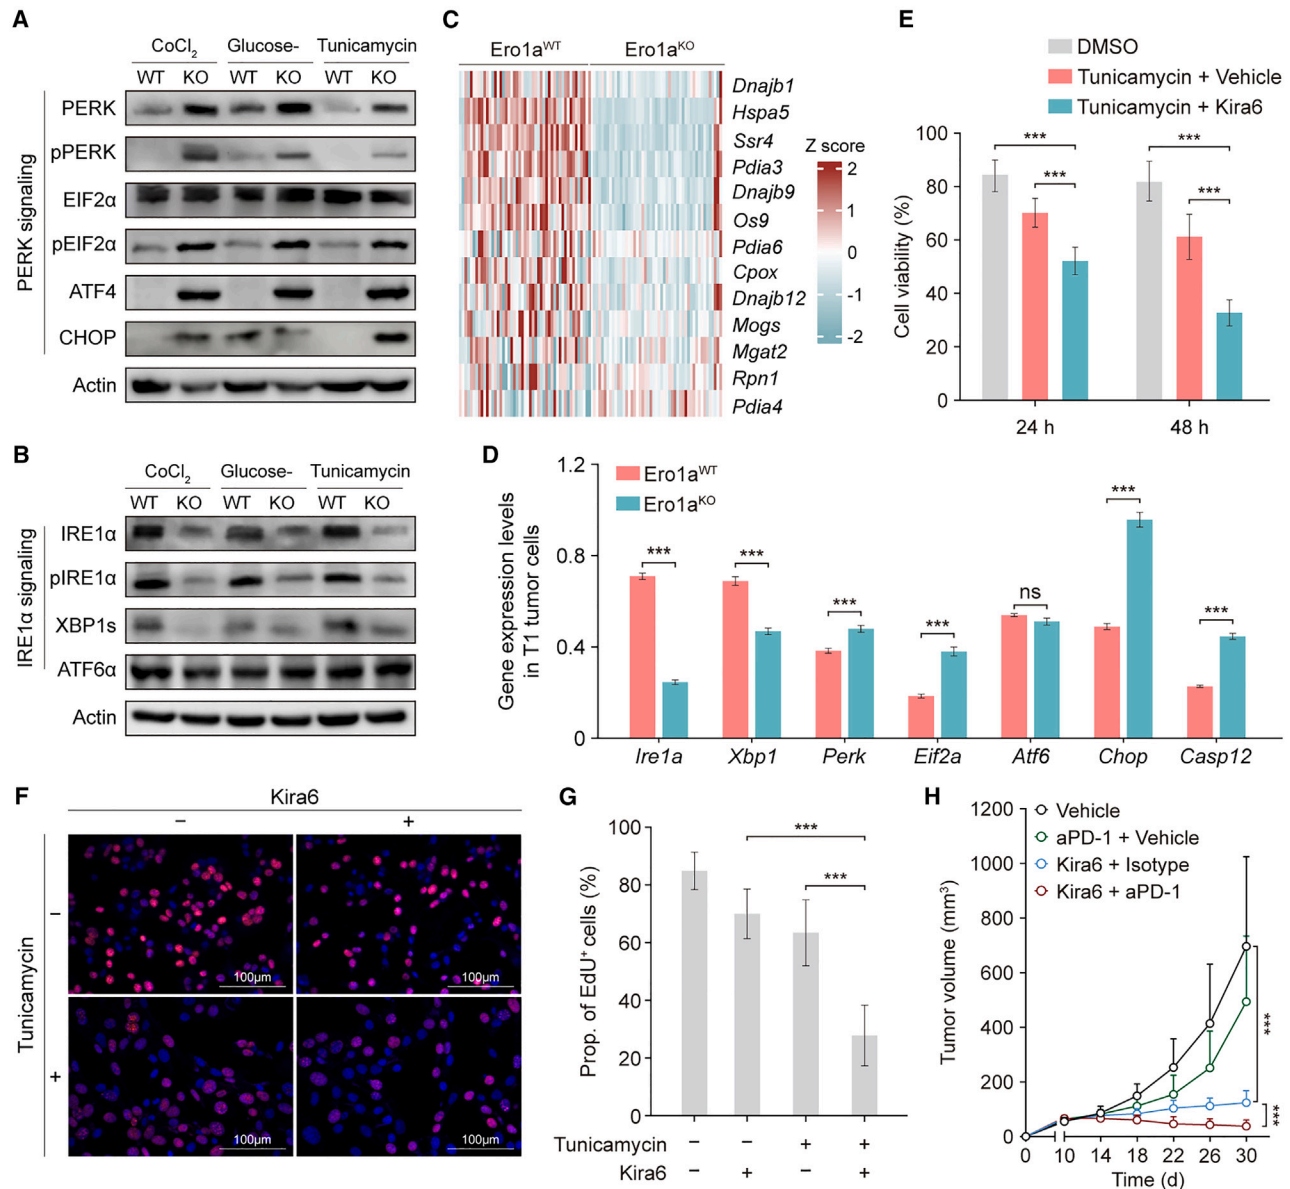 A
CoCl2 Glucose- Tunicamycin
WT KO WT KO WT KO
PERK signaling
PERK
pPERK
EIF2α
pEIF2α
ATF4
CHOP
Actin
B
CoCl2 Glucose- Tunicamycin
WT KO WT KO WT KO
IRE1α signaling
IRE1α
pIRE1α
XBP1s
ATF6α
Actin
C
Ero1aWT Ero1aKO
Dnajb1
Hspa5
Ssr4
Pdia3
Dnajb9
Os9
Pdia6
Cpox
Dnajb12
Mogs
Mgat2
Rpn1
Pdia4
Z score
2
1
0
-1
-2
D
Ero1aWT
Ero1aKO
Gene expression levels
in T1 tumor cells
1.2
0.8
0.4
0
*** *** *** *** ns *** ***
Ire1a Xbp1 Perk Eif2a Atf6 Chop Casp12
E
DMSO
Tunicamycin + Vehicle
Tunicamycin + Kira6
Cell viability (%)
100
80
60
40
20
0
*** ***
*** ***
24 h 48 h
F
Kira6
− +
Tunicamycin
−
+
100µm 100µm
100µm 100µm
G
Prop. of EdU+ cells (%)
100
80
60
40
20
0
***
***
Tunicamycin − − + +
Kira6 − + − +
H
Vehicle
aPD-1 + Vehicle
Kira6 + Isotype
Kira6 + aPD-1
Tumor volume (mm3)
1200
1000
800
600
400
200
0
***
***
0 10 14 18 22 26 30
Time (d)